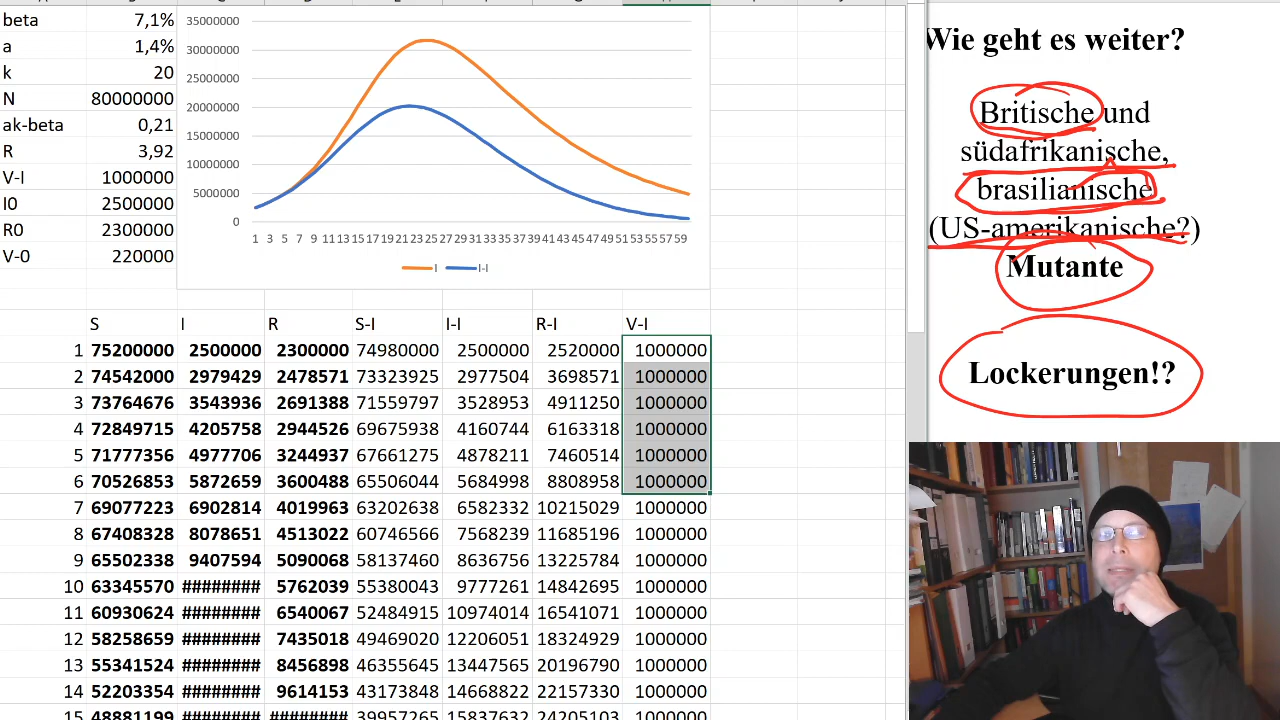 beta 7,1%
a 1,4%
k 20
N 80000000
ak-beta 0,21
R 3,92
V-I 1000000
I0 2500000
R0 2300000
V-0 220000
35000000
30000000
25000000
20000000
15000000
10000000
5000000
0
1 3 5 7 9 11 13 15 17 19 21 23 25 27 29 31 33 35 37 39 41 43 45 47 49 51 53 55 57 59
I I-I
S I R S-I I-I R-I V-I
1 75200000 2500000 2300000 74980000 2500000 2520000 1000000
2 74542000 2979429 2478571 73323925 2977504 3698571 1000000
3 73764676 3543936 2691388 71559797 3528953 4911250 1000000
4 72849715 4205758 2944526 69675938 4160744 6163318 1000000
5 71777356 4977706 3244937 67661275 4878211 7460514 1000000
6 70526853 5872659 3600488 65506044 5684998 8808958 1000000
7 69077223 6902814 4019963 63202638 6582332 10215029 1000000
8 67408328 8078651 4513022 60746566 7568239 11685196 1000000
9 65502338 9407594 5090068 58137460 8636756 13225784 1000000
10 63345570 ######## 5762039 55380043 9777261 14842695 1000000
11 60930624 ######## 6540067 52484915 10974014 16541071 1000000
12 58258659 ######## 7435018 49469020 12206051 18324929 1000000
13 55341524 ######## 8456898 46355645 13447565 20196790 1000000
14 52203354 ######## 9614153 43173848 14668822 22157330 1000000
15 48881199 ######## ######## 39957265 15837632 24205103 1000000
Wie geht es weiter?
Britische und
südafrikanische,
brasilianische
(US-amerikanische?)
Mutante
Lockerungen!?